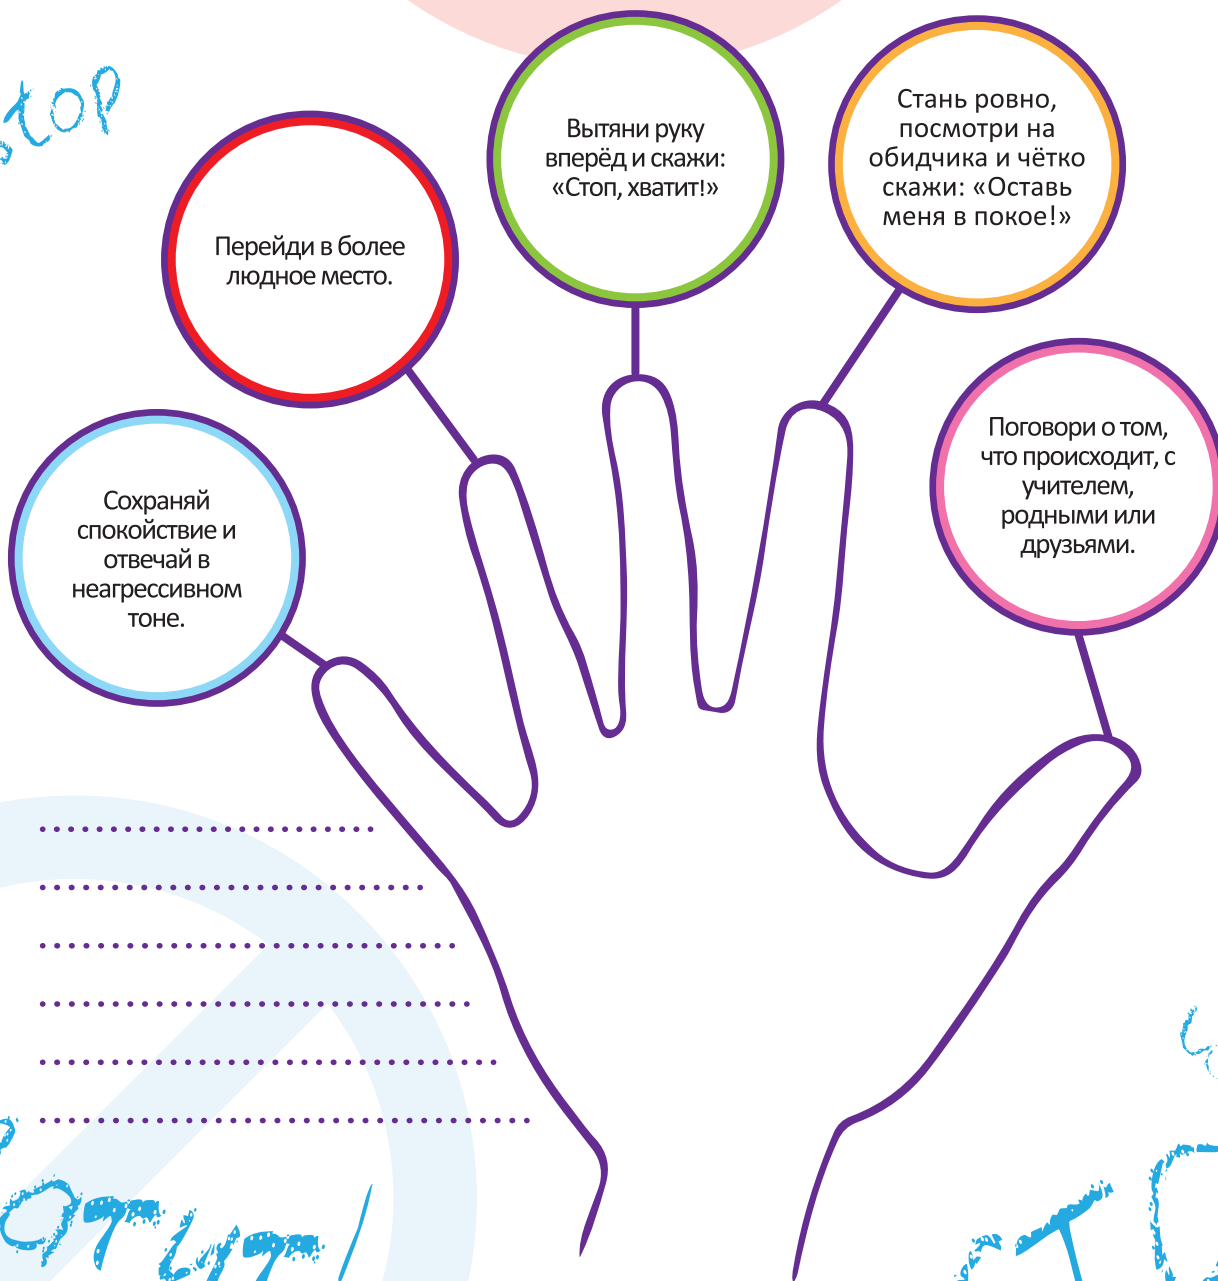 stop
Вытяни руку
вперёд и скажи:
«Стоп, хватит!»
Стань ровно,
посмотри на
обидчика и чётко
скажи: «Оставь
меня в покое!»
Перейди в более
людное место.
Сохраняй
спокойствие и
отвечай в
неагрессивном
тоне.
Поговори о том,
что происходит, с
учителем,
родными или
друзьями.